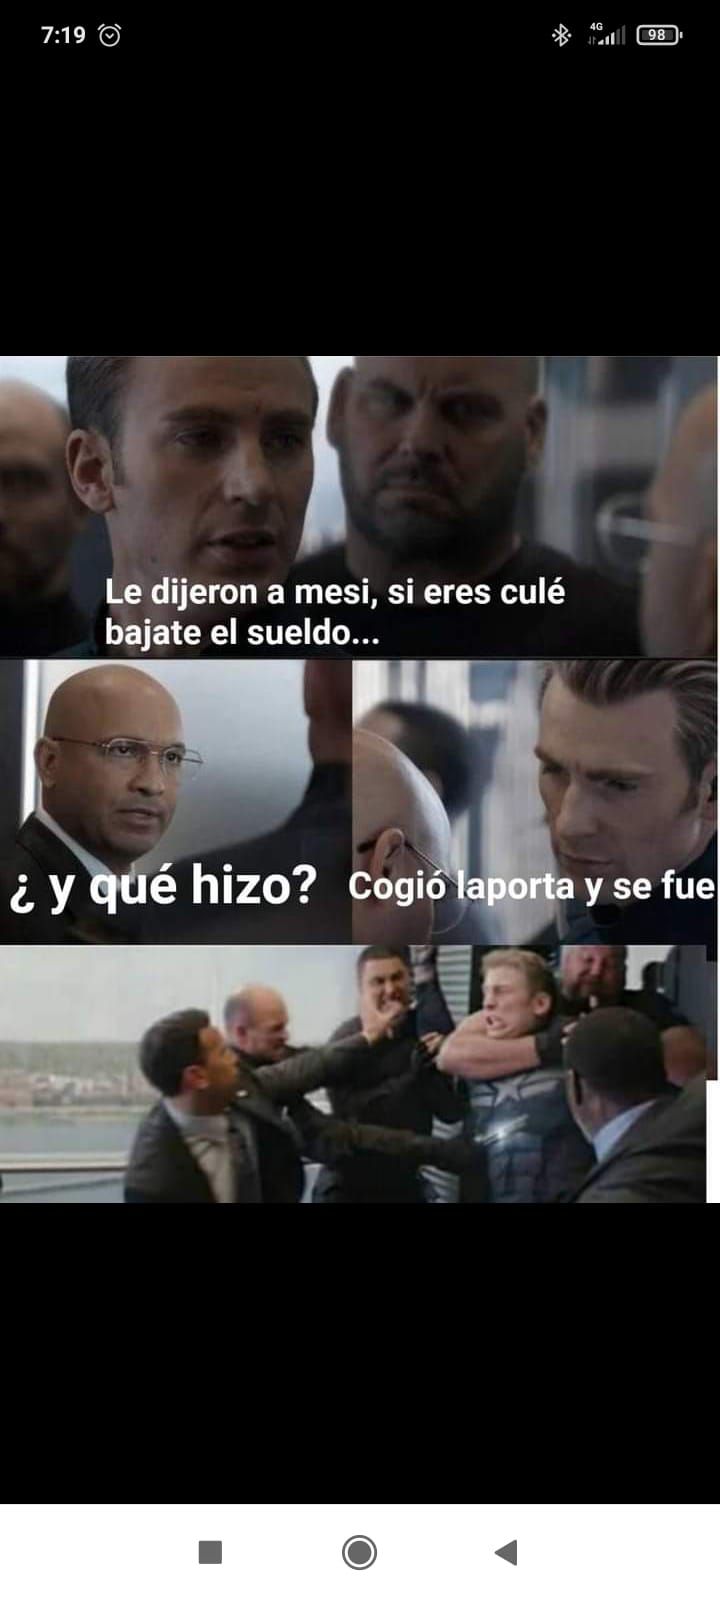 7:19
4G
98
Le dijeron a mesi, si eres culé
bajate el sueldo...
¿ y qué hizo?
Cogió laporta y se fue